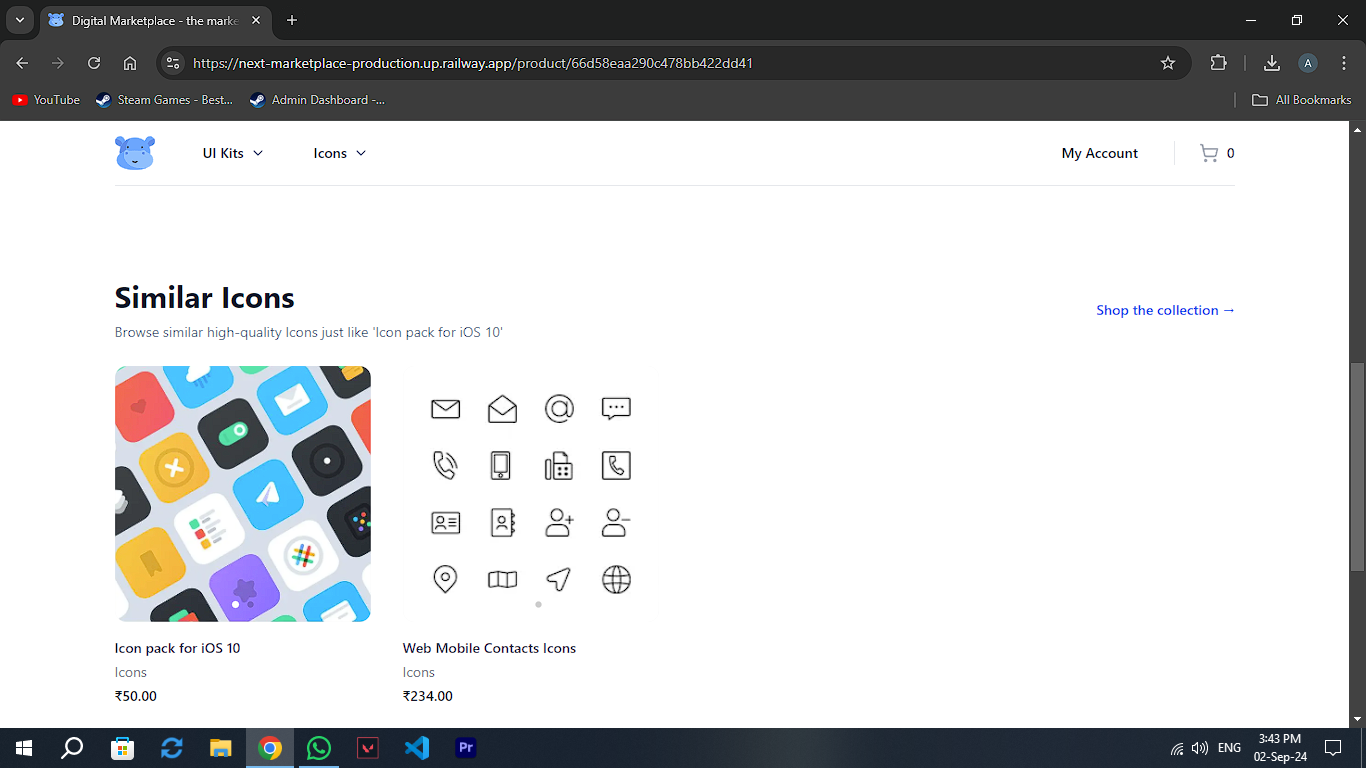 Digital Marketplace - the marke
https://next-marketplace-production.up.railway.app/product/66d58eaa290c478bb422dd41
A
YouTube
Steam Games - Best...
Admin Dashboard -...
All Bookmarks
UI Kits
Icons
My Account
0
Similar Icons
Shop the collection →
Browse similar high-quality Icons just like 'Icon pack for iOS 10'
Icon pack for iOS 10
Icons
₹50.00
Web Mobile Contacts Icons
Icons
₹234.00
Pr
ENG
3:43 PM
02-Sep-24